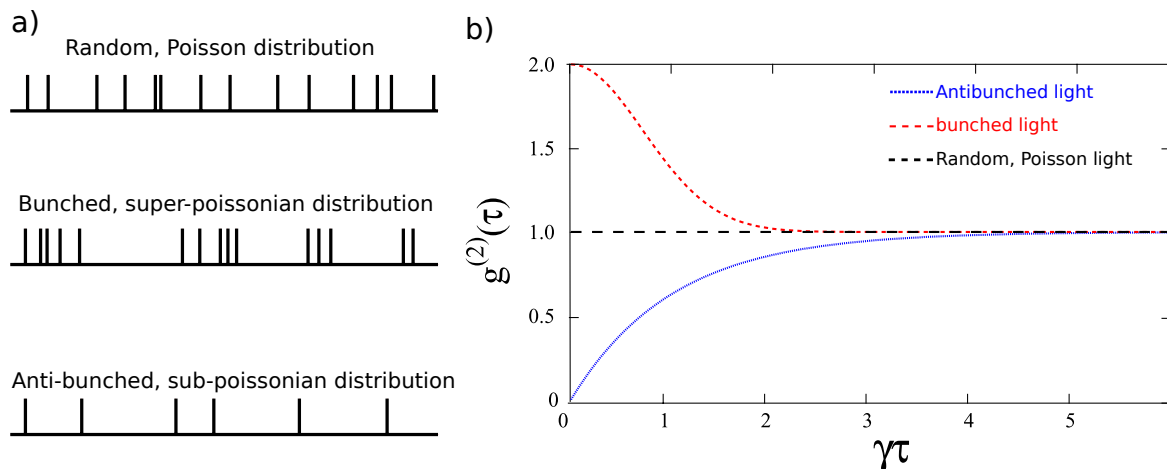 a)
Random, Poisson distribution
Bunched, super-poissonian distribution
Anti-bunched, sub-poissonian distribution
b)
2.0
1.5
1.0
0.5
0
g(2)(τ)
0 1 2 3 4 5
γτ
Antibunched light
bunched light
Random, Poisson light